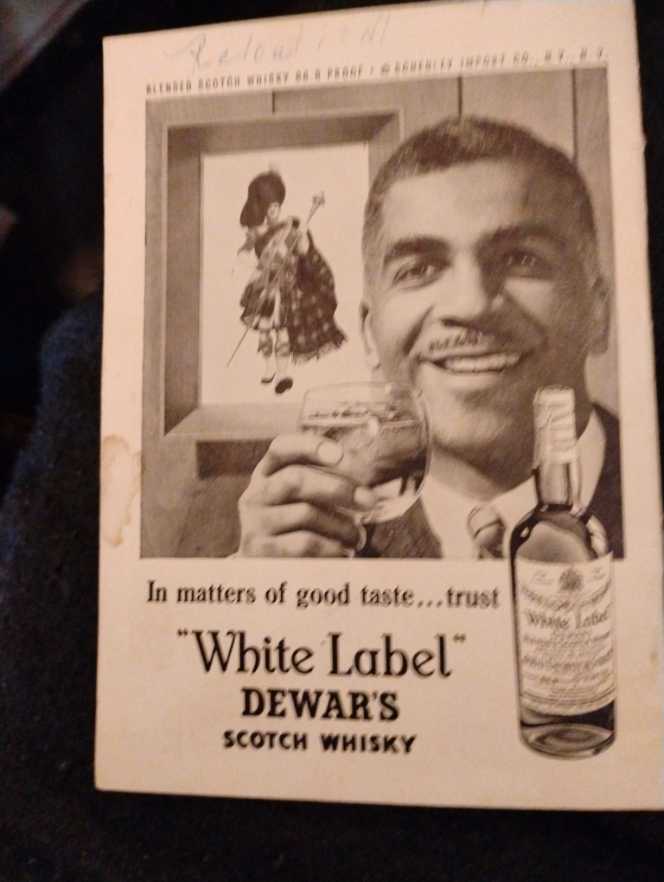 BLENDED SCOTCH WHISKY 86.8 PROOF • © SCHENLEY IMPORT CO., N.Y., N.Y.
In matters of good taste...trust
"White Label"
DEWAR'S
SCOTCH WHISKY
"White Label"